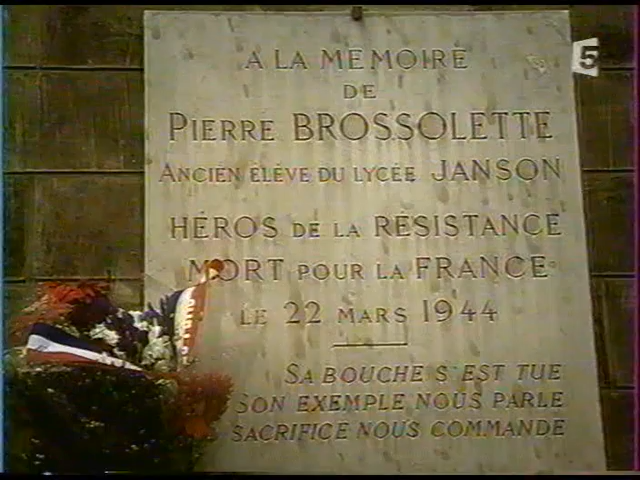 A LA MÉMOIRE
DE
PIERRE BROSSOLETTE
ANCIEN ÉLÈVE DU LYCÉE JANSON
HÉROS DE LA RÉSISTANCE
MORT POUR LA FRANCE
LE 22 MARS 1944
SA BOUCHE S'EST TUE
SON EXEMPLE NOUS PARLE
SACRIFICE NOUS COMMANDE
5